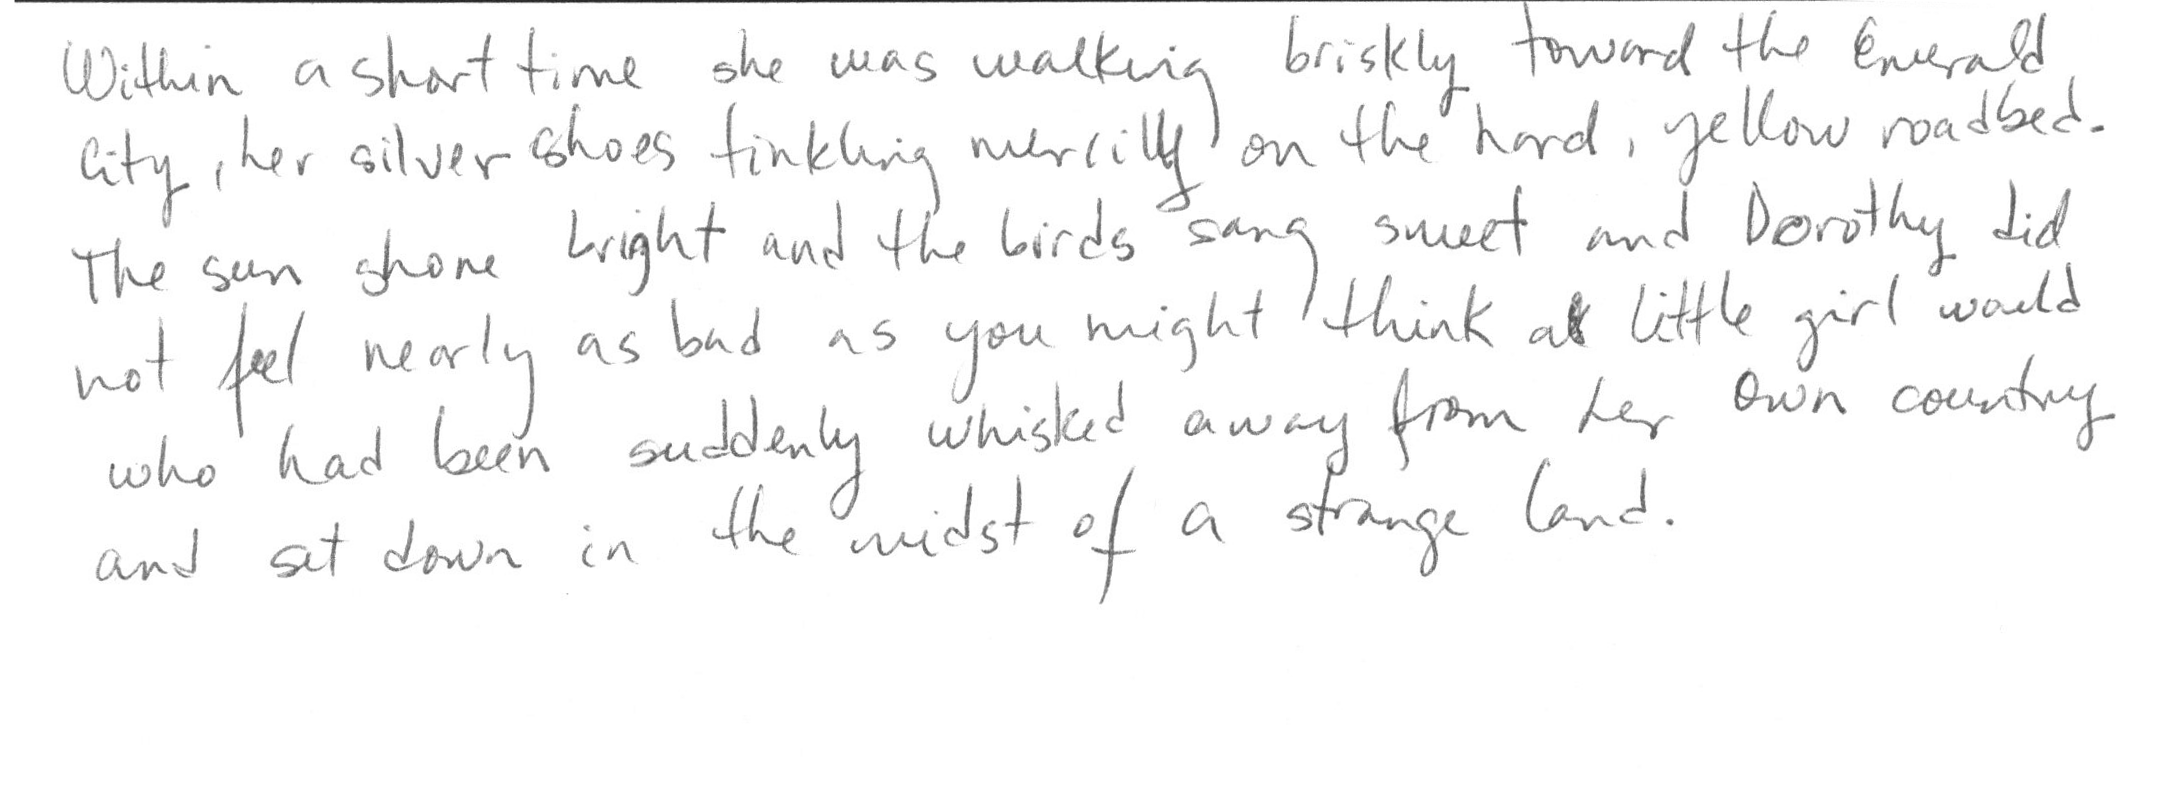 Within a short time she was walking briskly toward the Emerald
City, her silver shoes tinkling merrily on the hard, yellow roadbed.
The sun shone bright and the birds sang sweet and Dorothy did
not feel nearly as bad as you might think a little girl would
who had been suddenly whisked away from her own country
and set down in the midst of a strange land.